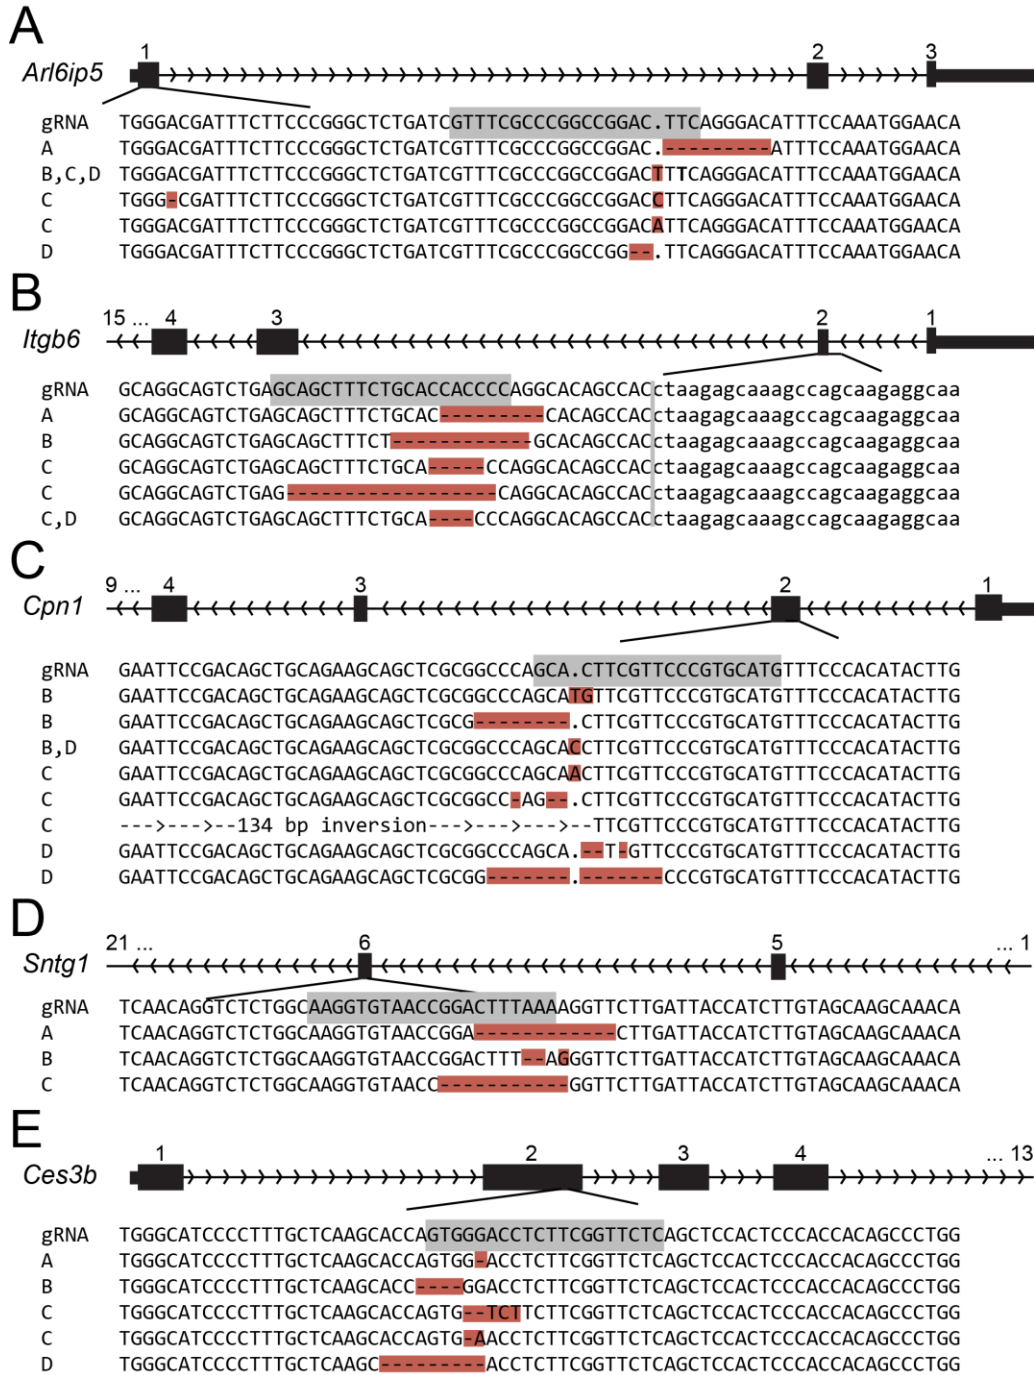 A
1 2 3
Arl6ip5
gRNA TGGGACGATTTCTTCCCGGGCTCTGATCGTTTCGCCCGGCCGGAC.TTCAGGGACATTTCCAAATGGAACA
A TGGGACGATTTCTTCCCGGGCTCTGATCGTTTCGCCCGGCCGGAC.---------ATTTCCAAATGGAACA
B,C,D TGGGACGATTTCTTCCCGGGCTCTGATCGTTTCGCCCGGCCGGACTTTCAGGGACATTTCCAAATGGAACA
C TGGG-CGATTTCTTCCCGGGCTCTGATCGTTTCGCCCGGCCGGACCTTCAGGGACATTTCCAAATGGAACA
C TGGGACGATTTCTTCCCGGGCTCTGATCGTTTCGCCCGGCCGGACATTCAGGGACATTTCCAAATGGAACA
D TGGGACGATTTCTTCCCGGGCTCTGATCGTTTCGCCCGGCCGG--.TTCAGGGACATTTCCAAATGGAACA
B
15 ... 4 3 2 1
Itgb6
gRNA GCAGGCAGTCTGAGCAGCTTTCTGCACCACCCCAGGCACAGCCACctaagagcaaagccagcaagaggcaa
A GCAGGCAGTCTGAGCAGCTTTCTGCAC---------CACAGCCACctaagagcaaagccagcaagaggcaa
B GCAGGCAGTCTGAGCAGCTTTCT------------GCACAGCCACctaagagcaaagccagcaagaggcaa
C GCAGGCAGTCTGAGCAGCTTTCTGCA-----CCAGGCACAGCCACctaagagcaaagccagcaagaggcaa
C GCAGGCAGTCTGAG------------------CAGGCACAGCCACctaagagcaaagccagcaagaggcaa
C,D GCAGGCAGTCTGAGCAGCTTTCTGCA----CCCAGGCACAGCCACctaagagcaaagccagcaagaggcaa
C
9 ... 4 3 2 1
Cpn1
gRNA GAATTCCGACAGCTGCAGAAGCAGCTCGCGGCCCAGCA.CTTCGTTCCCGTGCATGTTTCCCACATACTTG
B GAATTCCGACAGCTGCAGAAGCAGCTCGCGGCCCAGCATGTTCGTTCCCGTGCATGTTTCCCACATACTTG
B GAATTCCGACAGCTGCAGAAGCAGCTCGCG--------.CTTCGTTCCCGTGCATGTTTCCCACATACTTG
B,D GAATTCCGACAGCTGCAGAAGCAGCTCGCGGCCCAGCACCTTCGTTCCCGTGCATGTTTCCCACATACTTG
C GAATTCCGACAGCTGCAGAAGCAGCTCGCGGCCCAGCAACTTCGTTCCCGTGCATGTTTCCCACATACTTG
C GAATTCCGACAGCTGCAGAAGCAGCTCGCGGCC-AG--.CTTCGTTCCCGTGCATGTTTCCCACATACTTG
C --->--->--134 bp inversion--->--->--->--TTCGTTCCCGTGCATGTTTCCCACATACTTG
D GAATTCCGACAGCTGCAGAAGCAGCTCGCGGCCCAGCA.--T-GTTCCCGTGCATGTTTCCCACATACTTG
D GAATTCCGACAGCTGCAGAAGCAGCTCGCGG-------.-------CCCGTGCATGTTTCCCACATACTTG
D
21 ... 6 5 ... 1
Sntg1
gRNA TCAACAGGTCTCTGGCAAGGTGTAACCGGACTTTAAAAGGTTCTTGATTACCATCTTGTAGCAAGCAAACA
A TCAACAGGTCTCTGGCAAGGTGTAACCGGA------------CTTGATTACCATCTTGTAGCAAGCAAACA
B TCAACAGGTCTCTGGCAAGGTGTAACCGGACTTT--AGGGTTCTTGATTACCATCTTGTAGCAAGCAAACA
C TCAACAGGTCTCTGGCAAGGTGTAACC-----------GGTTCTTGATTACCATCTTGTAGCAAGCAAACA
E
1 2 3 4 ... 13
Ces3b
gRNA TGGGCATCCCCTTTGCTCAAGCACCAGTGGGACCTCTTCGGTTCTCAGCTCCACTCCCACCACAGCCCTGG
A TGGGCATCCCCTTTGCTCAAGCACCAGTGG-ACCTCTTCGGTTCTCAGCTCCACTCCCACCACAGCCCTGG
B TGGGCATCCCCTTTGCTCAAGCACC----GGACCTCTTCGGTTCTCAGCTCCACTCCCACCACAGCCCTGG
C TGGGCATCCCCTTTGCTCAAGCACCAGTG--TCTTCTTCGGTTCTCAGCTCCACTCCCACCACAGCCCTGG
C TGGGCATCCCCTTTGCTCAAGCACCAGTG-AACCTCTTCGGTTCTCAGCTCCACTCCCACCACAGCCCTGG
D TGGGCATCCCCTTTGCTCAAGC---------ACCTCTTCGGTTCTCAGCTCCACTCCCACCACAGCCCTGG